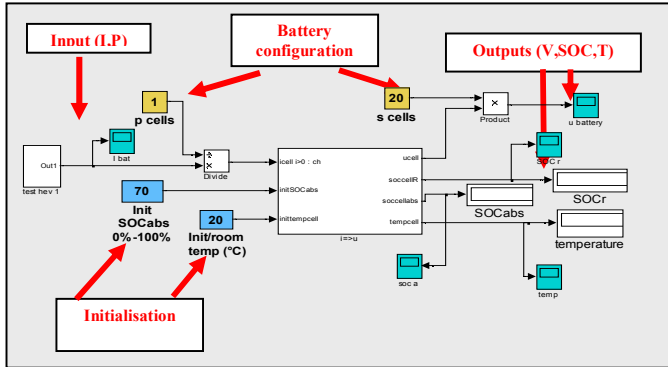 Input (I,P)
Battery
configuration
Outputs (V,SOC,T)
1
p cells
20
s cells
×
Product
u battery
Out1
test hev 1
I bat
÷
×
Divide
70
Init
SOCabs
0%-100%
20
Init/room
temp (°C)
icell i>0 : ch
initSOCabs
inittempcell
ucell
soccellR
soccellabs
tempcell
i=>u
SOC r
SOCr
SOCabs
temperature
soc a
temp
Initialisation